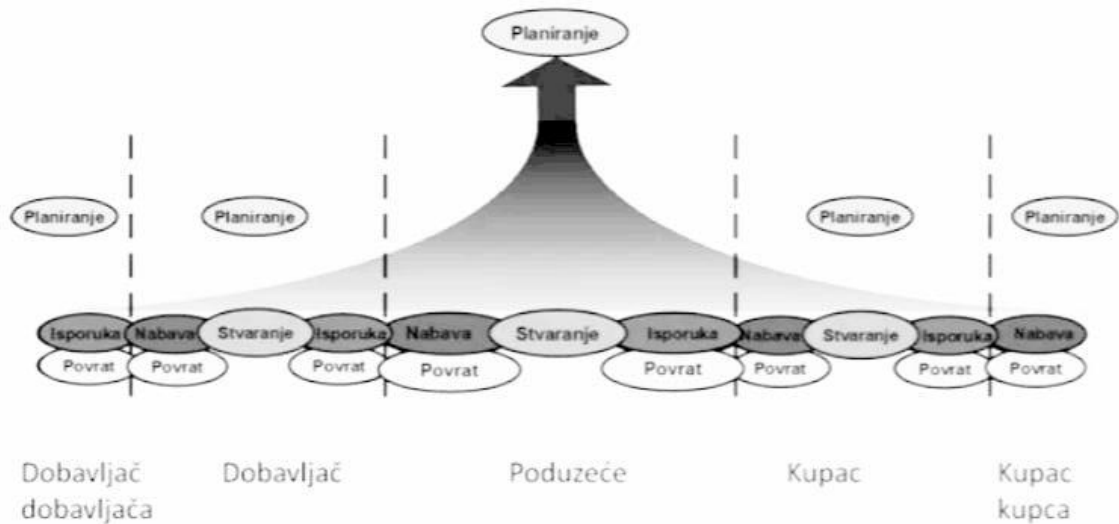 Planiranje
Planiranje Planiranje Planiranje Planiranje
Isporuka Nabava Stvaranje Isporuka Nabava Stvaranje Isporuka Nabava Stvaranje Isporuka Nabava
Povrat Povrat Povrat Povrat Povrat Povrat Povrat Povrat
Dobavljač Dobavljač Poduzeće Kupac Kupac
dobavljača kupca